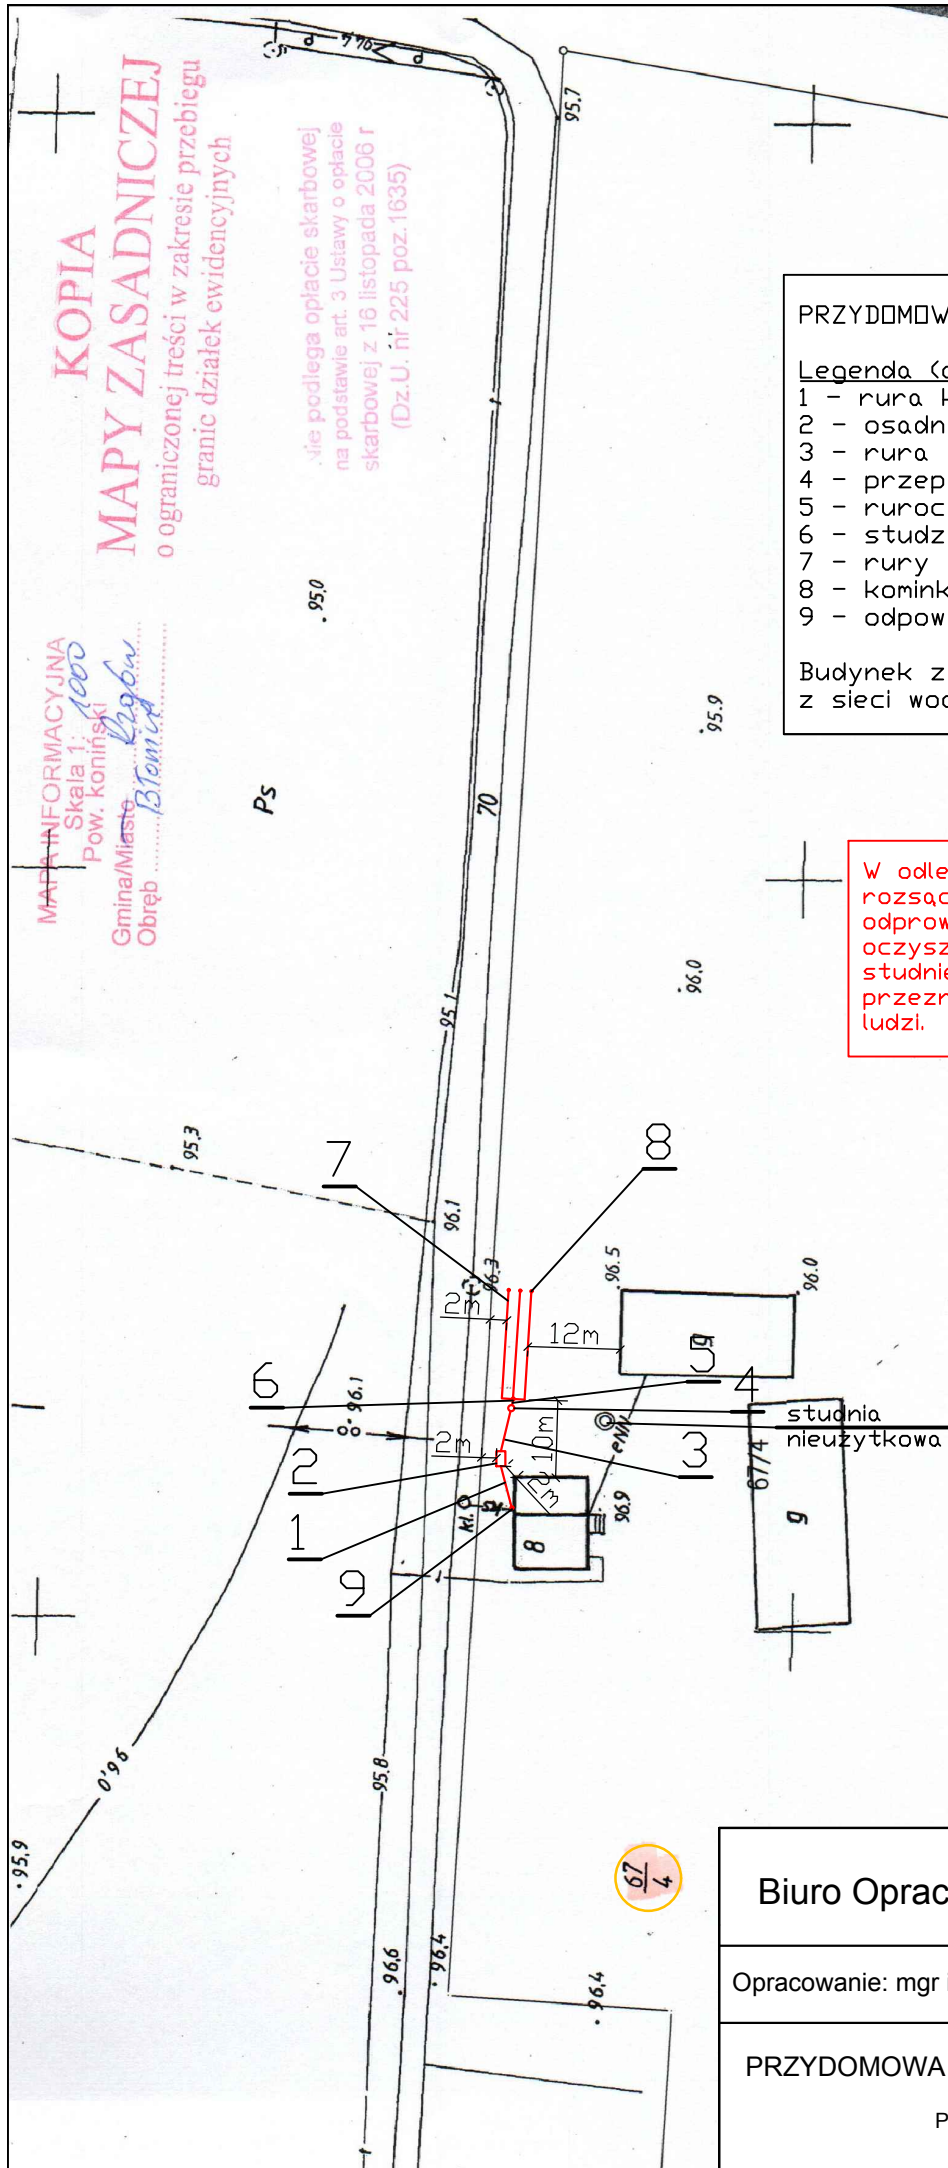 KOPIA
MAPY ZASADNICZEJ
o ograniczonej treści w zakresie przebiegu
granic działek ewidencyjnych
Nie podlega opłacie skarbowej
na podstawie art. 3 Ustawy o opłacie
skarbowej z 16 listopada 2006 r
(Dz.U. nr 225 poz.1635)
MAPA INFORMACYJNA
Skala 1: 1000
Pow. koniński
Gmina/Miasto Rzgów
Obręb
PRZYDOMOW
Legenda (o
1 - rura k
2 - osadn
3 - rura
4 - przep
5 - ruroc
6 - studz
7 - rury
8 - komink
9 - odpow
Budynek z
z sieci woc
W odle
rozsąc
odprow
oczysz
studnie
przezn
ludzi.
95.7
95.0
95.9
Ps
70
96.0
95.1
95.3
7
8
96.1
96.3
96.5
96.0
2m
12m
g
6
96.1
5
4
studnia
nieużytkowa
2m
10m
eNN
3
2
2m
67/4
1
kl.
96.9
8
g
9
95.8
96.0
95.9
67
4
96.6
96.4
96.4
Biuro Oprac
Opracowanie: mgr i
PRZYDOMOWA
P